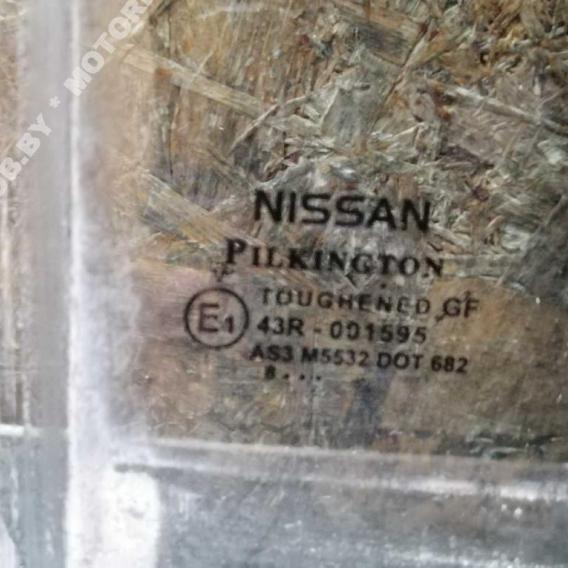 NISSAN
PILKINGTON
TOUGHENED GF
E1 43R - 001595
AS3 M5532 DOT 682
8...